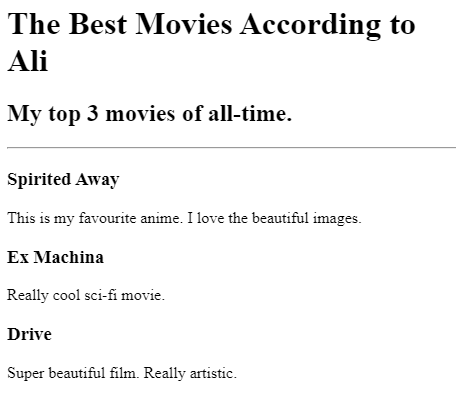 The Best Movies According to
Ali
My top 3 movies of all-time.
Spirited Away
This is my favourite anime. I love the beautiful images.
Ex Machina
Really cool sci-fi movie.
Drive
Super beautiful film. Really artistic.